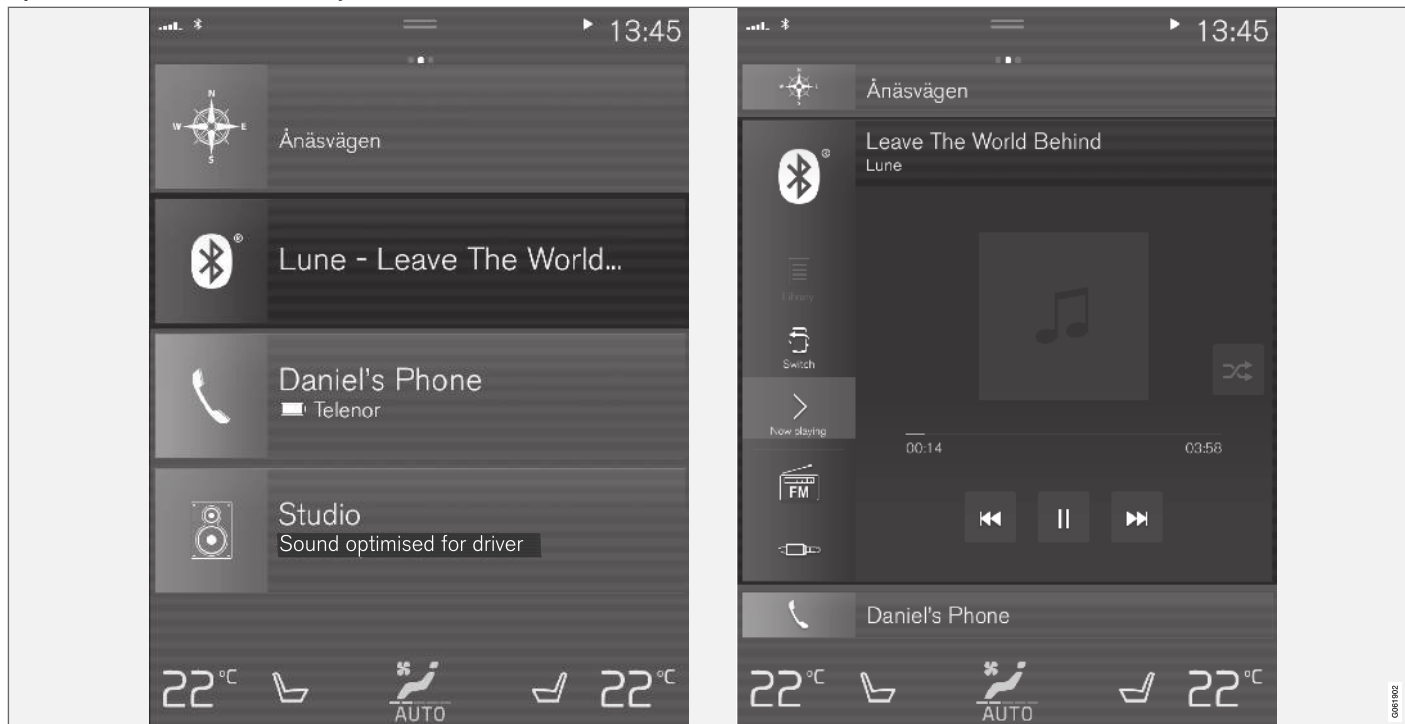 13:45
N
W E
S
Ånäsvägen
®
Lune - Leave The World...
Daniel's Phone
Telenor
Studio
Sound optimised for driver
22°C
AUTO
22°C
13:45
Ånäsvägen
®
Leave The World Behind
Lune
Library
Switch
Now playing
00:14
03:58
FM
Daniel's Phone
22°C
AUTO
22°C
G061902